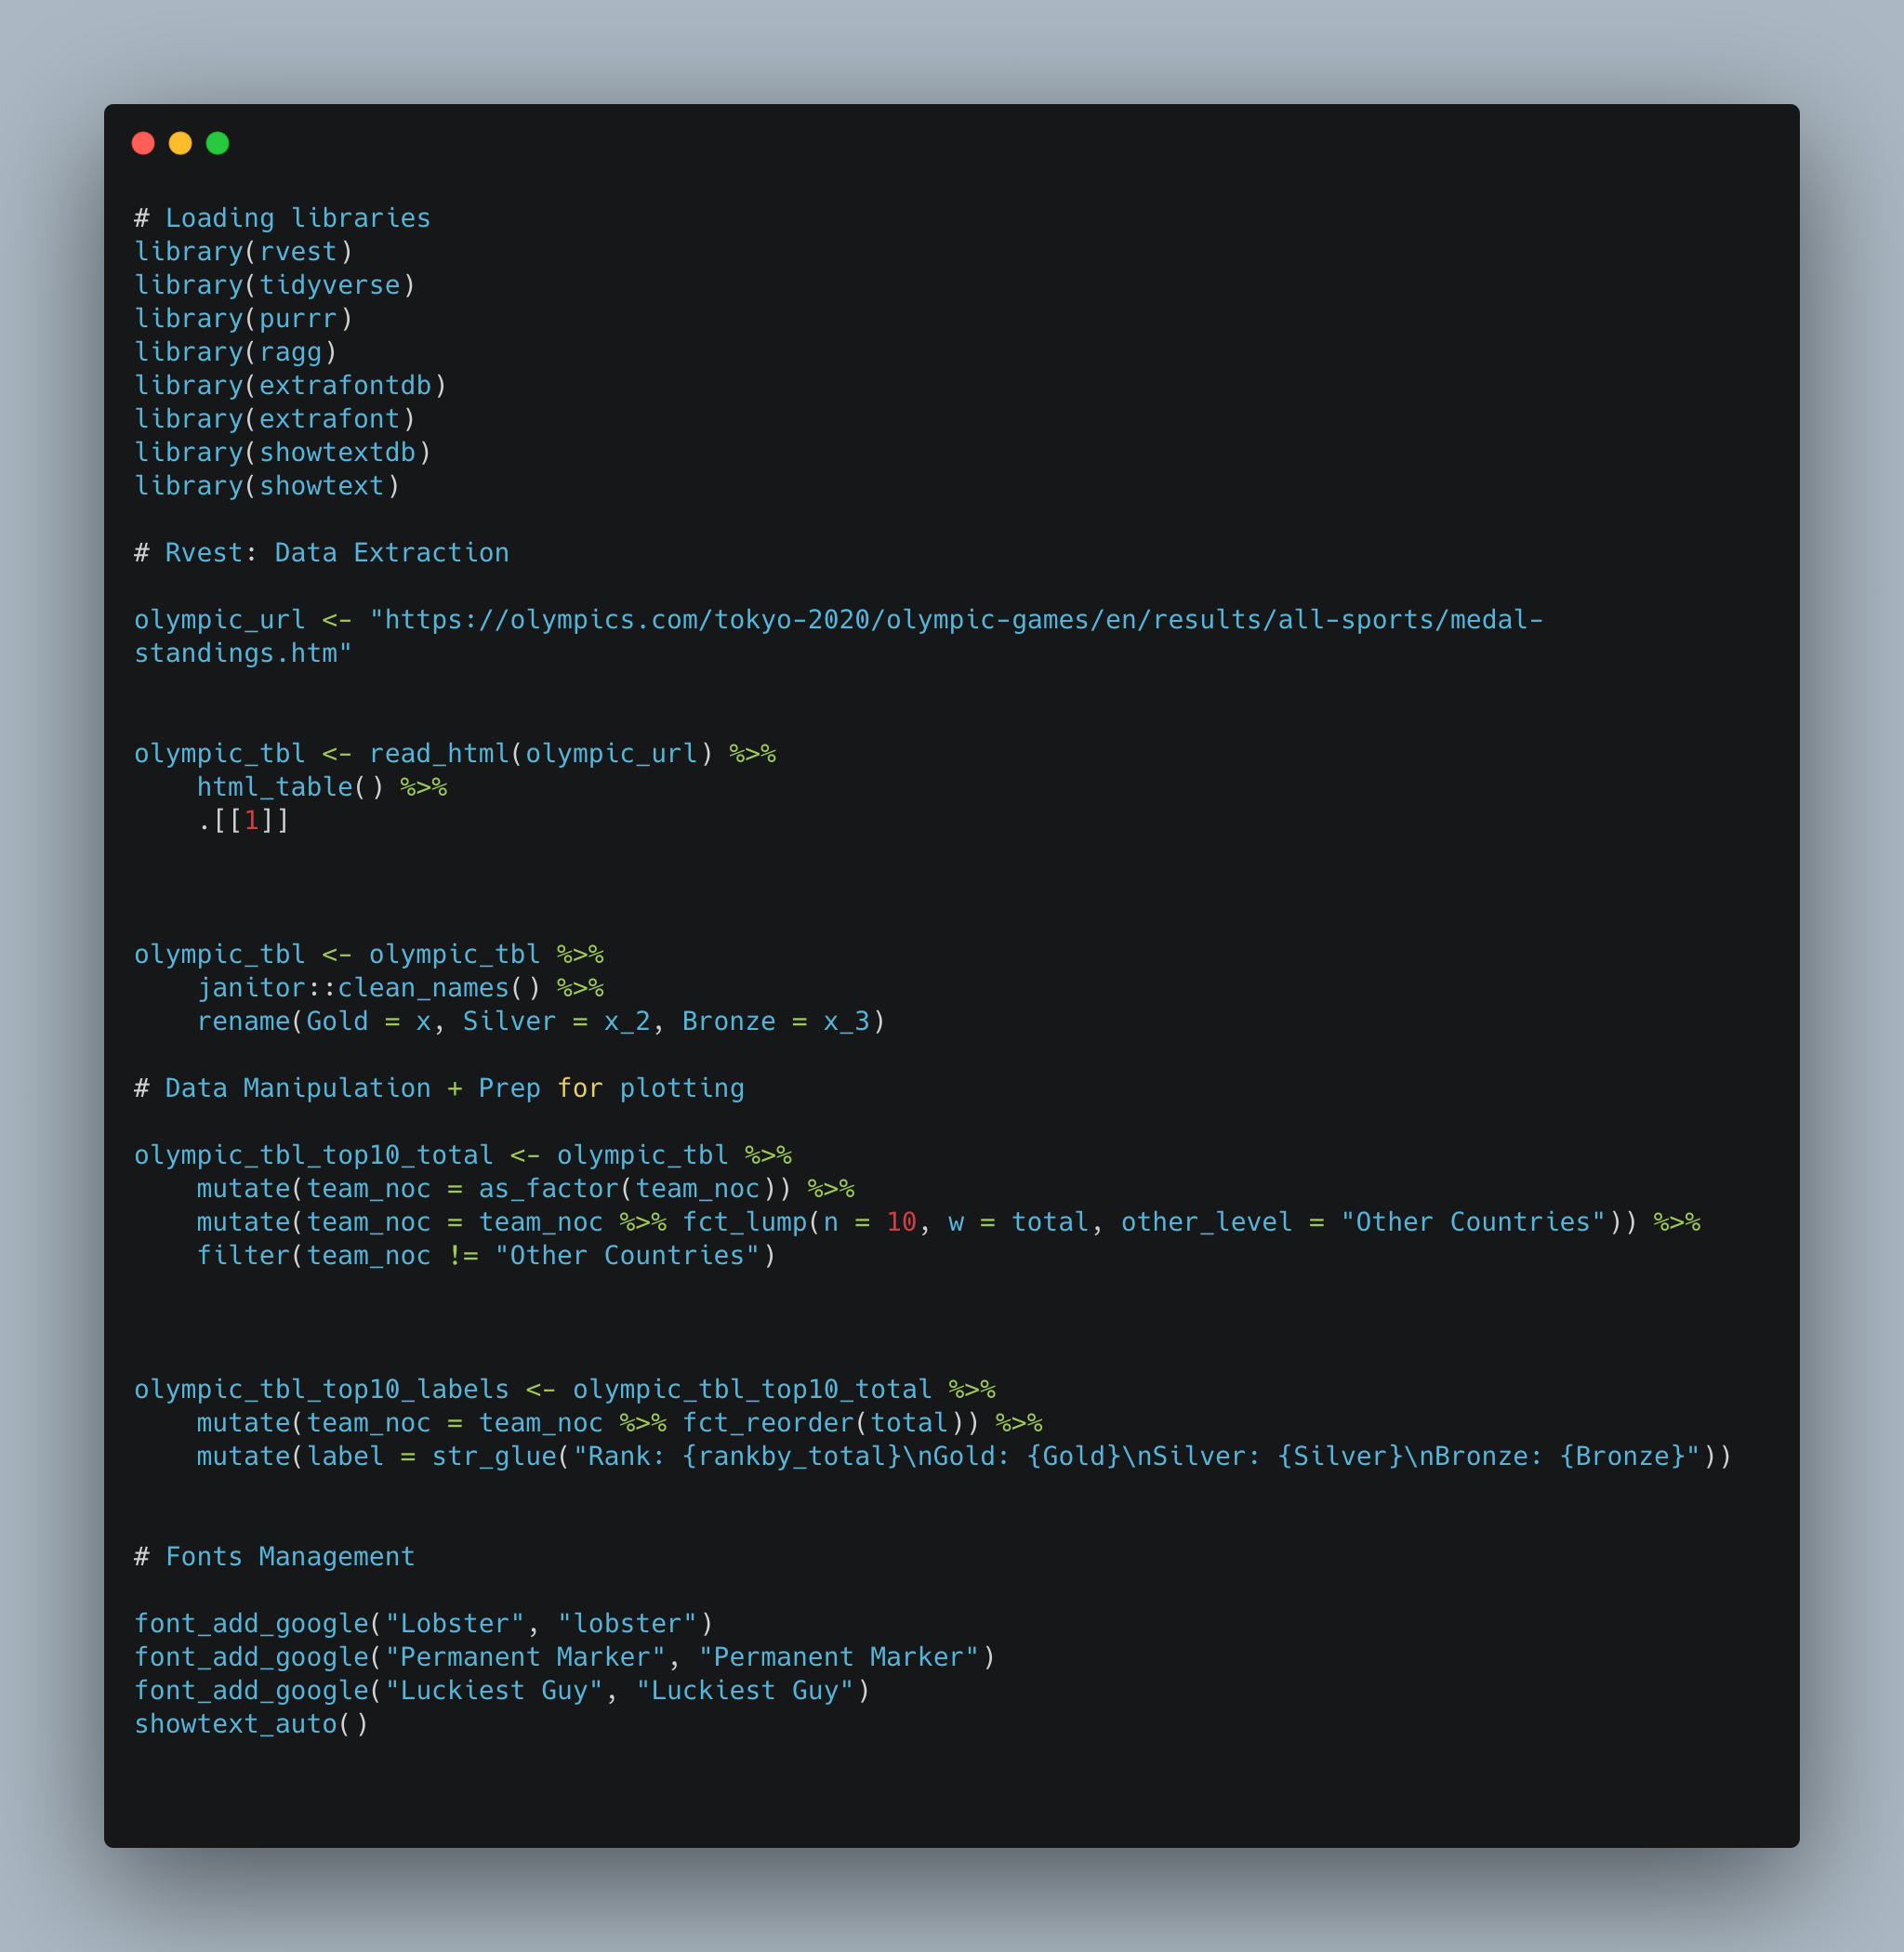 # Loading libraries
library(rvest)
library(tidyverse)
library(purrr)
library(ragg)
library(extrafontdb)
library(extrafont)
library(showtextdb)
library(showtext)
# Rvest: Data Extraction
olympic_url <- "https://olympics.com/tokyo-2020/olympic-games/en/results/all-sports/medal-
standings.htm"
olympic_tbl <- read_html(olympic_url) %>%
    html_table() %>%
    .[[1]]
olympic_tbl <- olympic_tbl %>%
    janitor::clean_names() %>%
    rename(Gold = x, Silver = x_2, Bronze = x_3)
# Data Manipulation + Prep for plotting
olympic_tbl_top10_total <- olympic_tbl %>%
    mutate(team_noc = as_factor(team_noc)) %>%
    mutate(team_noc = team_noc %>% fct_lump(n = 10, w = total, other_level = "Other Countries")) %>%
    filter(team_noc != "Other Countries")
olympic_tbl_top10_labels <- olympic_tbl_top10_total %>%
    mutate(team_noc = team_noc %>% fct_reorder(total)) %>%
    mutate(label = str_glue("Rank: {rankby_total}\nGold: {Gold}\nSilver: {Silver}\nBronze: {Bronze}"))
# Fonts Management
font_add_google("Lobster", "lobster")
font_add_google("Permanent Marker", "Permanent Marker")
font_add_google("Luckiest Guy", "Luckiest Guy")
showtext_auto()